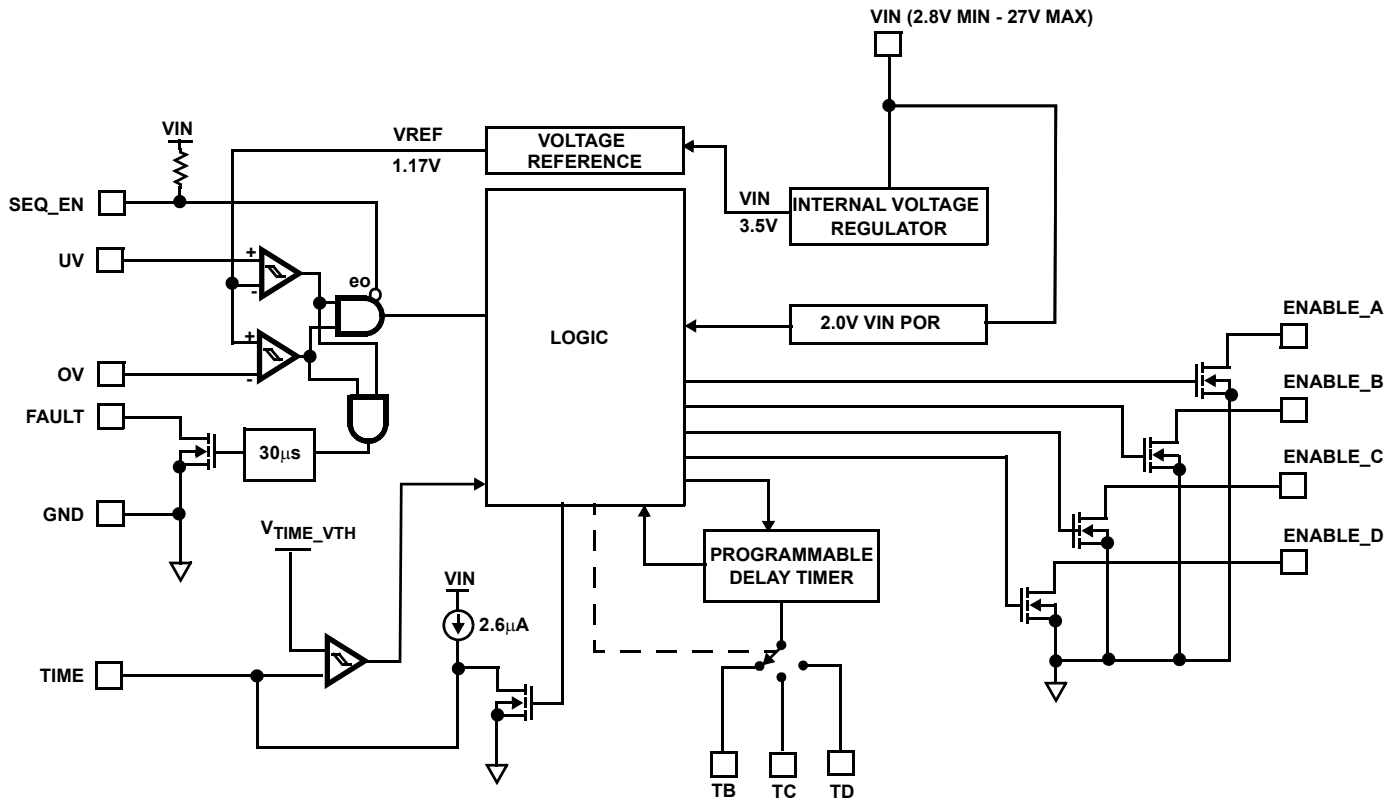 VIN (2.8V MIN - 27V MAX)
VIN
VREF
1.17V
VOLTAGE
REFERENCE
SEQ_EN
VIN
3.5V
INTERNAL VOLTAGE
REGULATOR
UV
+
-
eo
2.0V VIN POR
ENABLE_A
LOGIC
+
-
OV
ENABLE_B
FAULT
30µs
ENABLE_C
GND
VTIME_VTH
ENABLE_D
PROGRAMMABLE
DELAY TIMER
VIN
2.6µA
TIME
TB
TC
TD